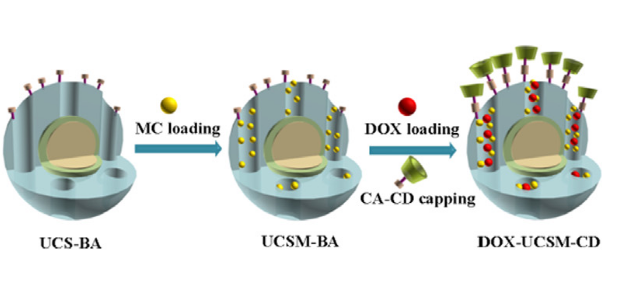 MC loading
DOX loading
CA-CD capping
UCS-BA
UCSM-BA
DOX-UCSM-CD